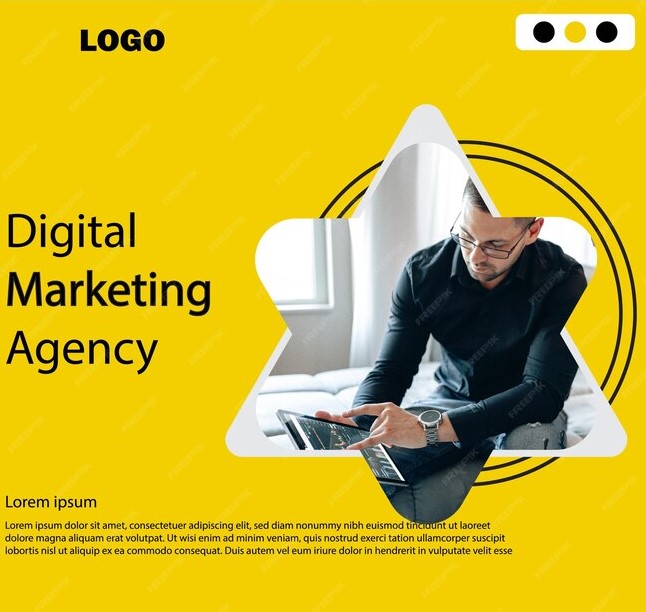 LOGO
Digital
Marketing
Agency
Lorem ipsum
Lorem ipsum dolor sit amet, consectetuer adipiscing elit, sed diam nonummy nibh euismod tincidunt ut laoreet
dolore magna aliquam erat volutpat. Ut wisi enim ad minim veniam, quis nostrud exerci tation ullamcorper suscipit
lobortis nisl ut aliquip ex ea commodo consequat. Duis autem vel eum iriure dolor in hendrerit in vulputate velit esse